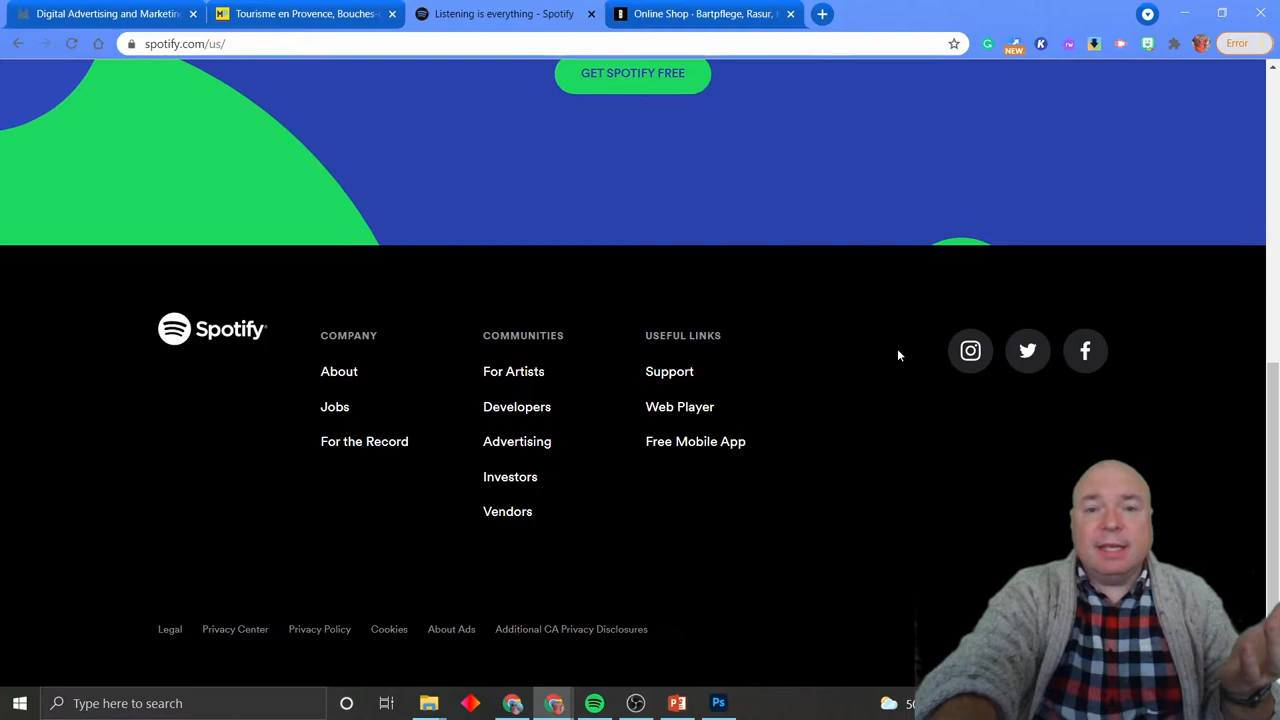 Digital Advertising and Marketing
Tourisme en Provence, Bouches-
Listening is everything - Spotify
Online Shop · Bartpflege, Rasur,
spotify.com/us/
NEW
Error
GET SPOTIFY FREE
Spotify
COMPANY
About
Jobs
For the Record
COMMUNITIES
For Artists
Developers
Advertising
Investors
Vendors
USEFUL LINKS
Support
Web Player
Free Mobile App
Legal
Privacy Center
Privacy Policy
Cookies
About Ads
Additional CA Privacy Disclosures
Type here to search